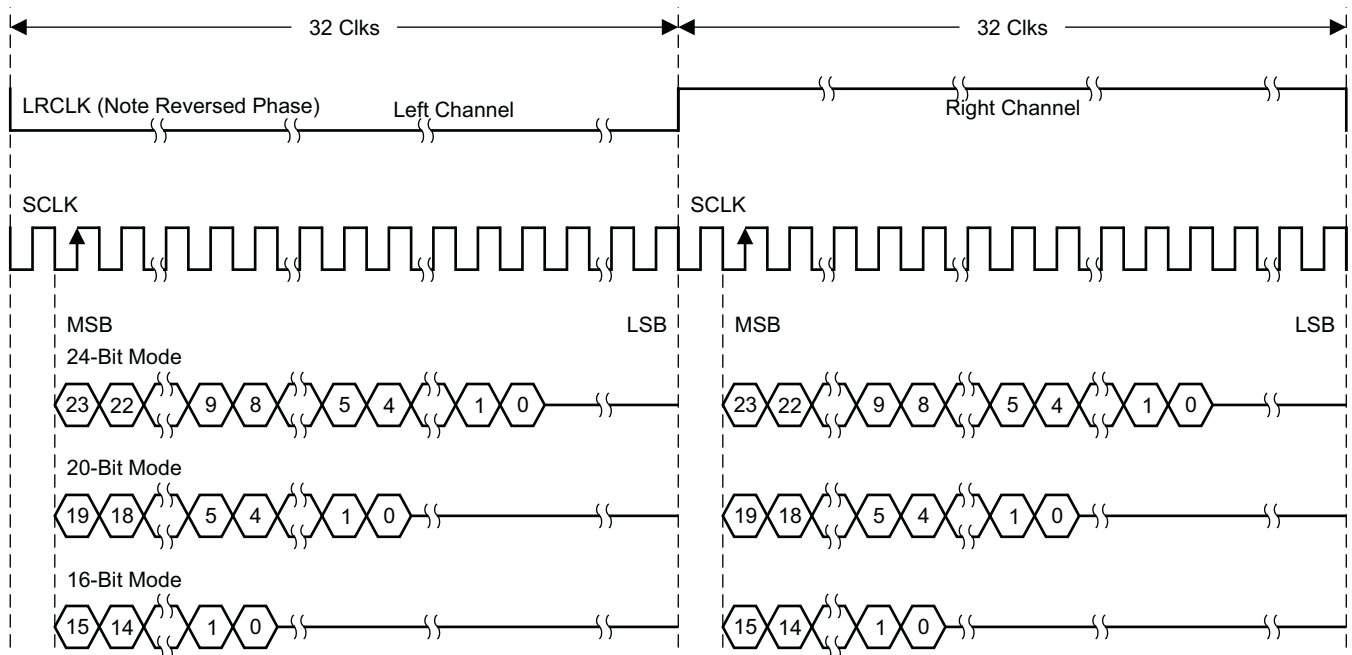 32 Clks 32 Clks
LRCLK (Note Reversed Phase) Left Channel Right Channel
SCLK SCLK
MSB LSB MSB LSB
24-Bit Mode
23 22 9 8 5 4 1 0 23 22 9 8 5 4 1 0
20-Bit Mode
19 18 5 4 1 0 19 18 5 4 1 0
16-Bit Mode
15 14 1 0 15 14 1 0